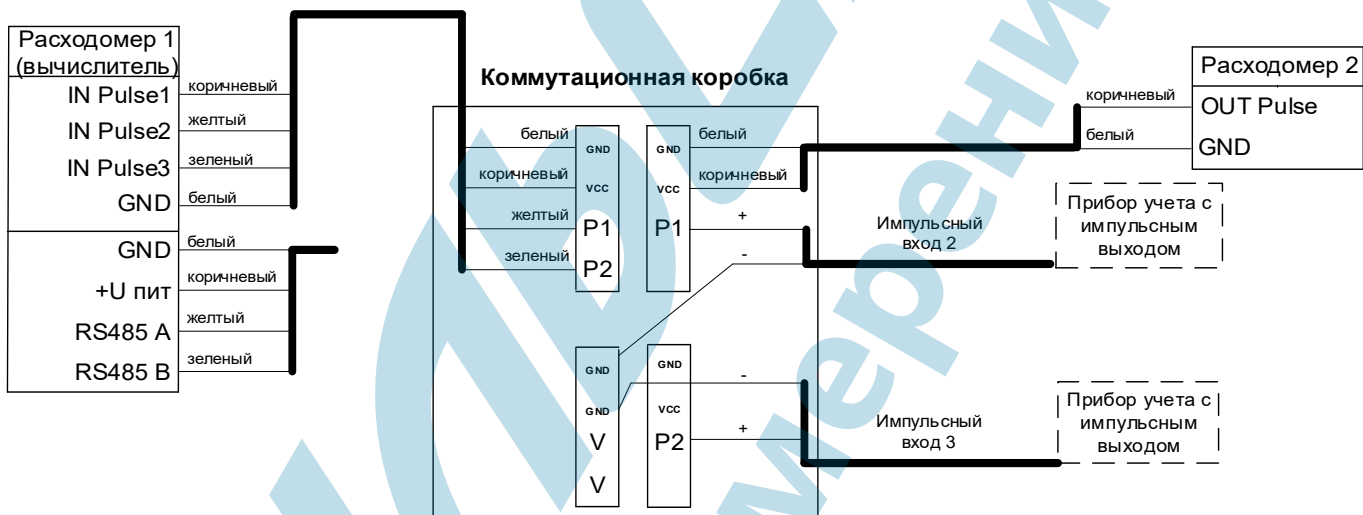 Расходомер 1
(вычислитель)
IN Pulse1
коричневый
IN Pulse2
желтый
IN Pulse3
зеленый
GND
белый
GND
белый
+U пит
коричневый
RS485 A
желтый
RS485 B
зеленый
Коммутационная коробка
белый
GND
коричневый
VCC
желтый
P1
зеленый
P2
GND
белый
VCC
коричневый
P1
+
-
GND
GND
V
V
GND
-
VCC
P2
+
Расходомер 2
коричневый
OUT Pulse
белый
GND
Импульсный
вход 2
Прибор учета с
импульсным
выходом
Импульсный
вход 3
Прибор учета с
импульсным
выходом